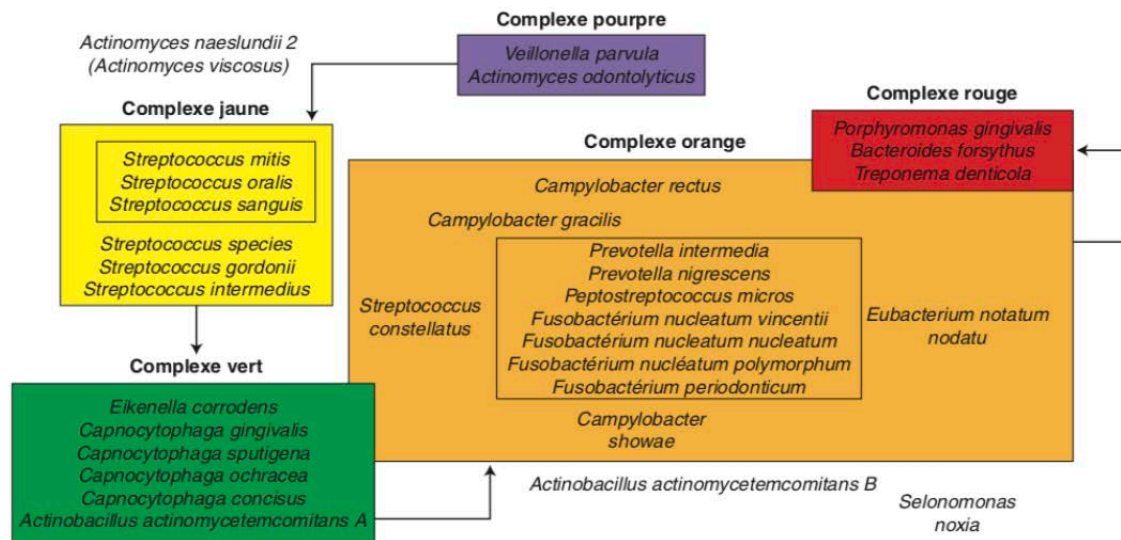 Complexe pourpre
Veillonella parvula
Actinomyces odontolyticus
Actinomyces naeslundii 2
(Actinomyces viscosus)
Complexe jaune
Streptococcus mitis
Streptococcus oralis
Streptococcus sanguis
Streptococcus species
Streptococcus gordonii
Streptococcus intermedius
Complexe vert
Eikenella corrodens
Capnocytophaga gingivalis
Capnocytophaga sputigena
Capnocytophaga ochracea
Capnocytophaga concisus
Actinobacillus actinomycetemcomitans A
Complexe orange
Campylobacter rectus
Campylobacter gracilis
Prevotella intermedia
Prevotella nigrescens
Peptostreptococcus micros
Fusobactérium nucleatum vincentii
Fusobactérium nucleatum nucleatum
Fusobactérium nucléatum polymorphum
Fusobactérium periodonticum
Streptococcus
constellatus
Eubacterium notatum
nodatu
Campylobacter
showae
Complexe rouge
Porphyromonas gingivalis
Bacteroides forsythus
Treponema denticola
Actinobacillus actinomycetemcomitans B
Selonomonas
noxia